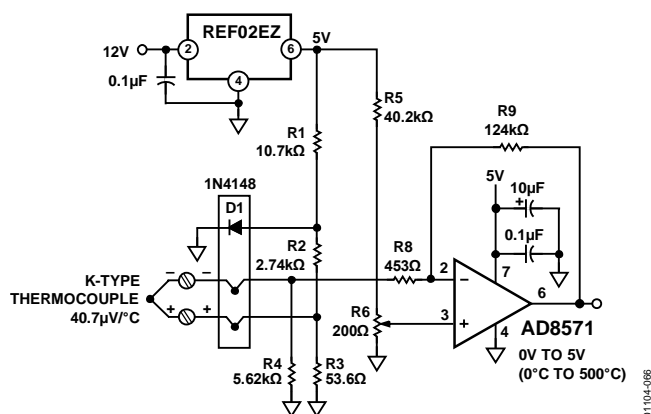 REF02EZ
12V
2
6
5V
4
0.1µF
R5
40.2kΩ
R9
124kΩ
R1
10.7kΩ
1N4148
D1
5V
10µF
+
0.1µF
R2
2.74kΩ
R8
453Ω
K-TYPE
THERMOCOUPLE
40.7µV/°C
– –
+ +
2
–
7
6
R6
200Ω
3
+
4
AD8571
0V TO 5V
(0°C TO 500°C)
R4
5.62kΩ
R3
53.6Ω
01104-066